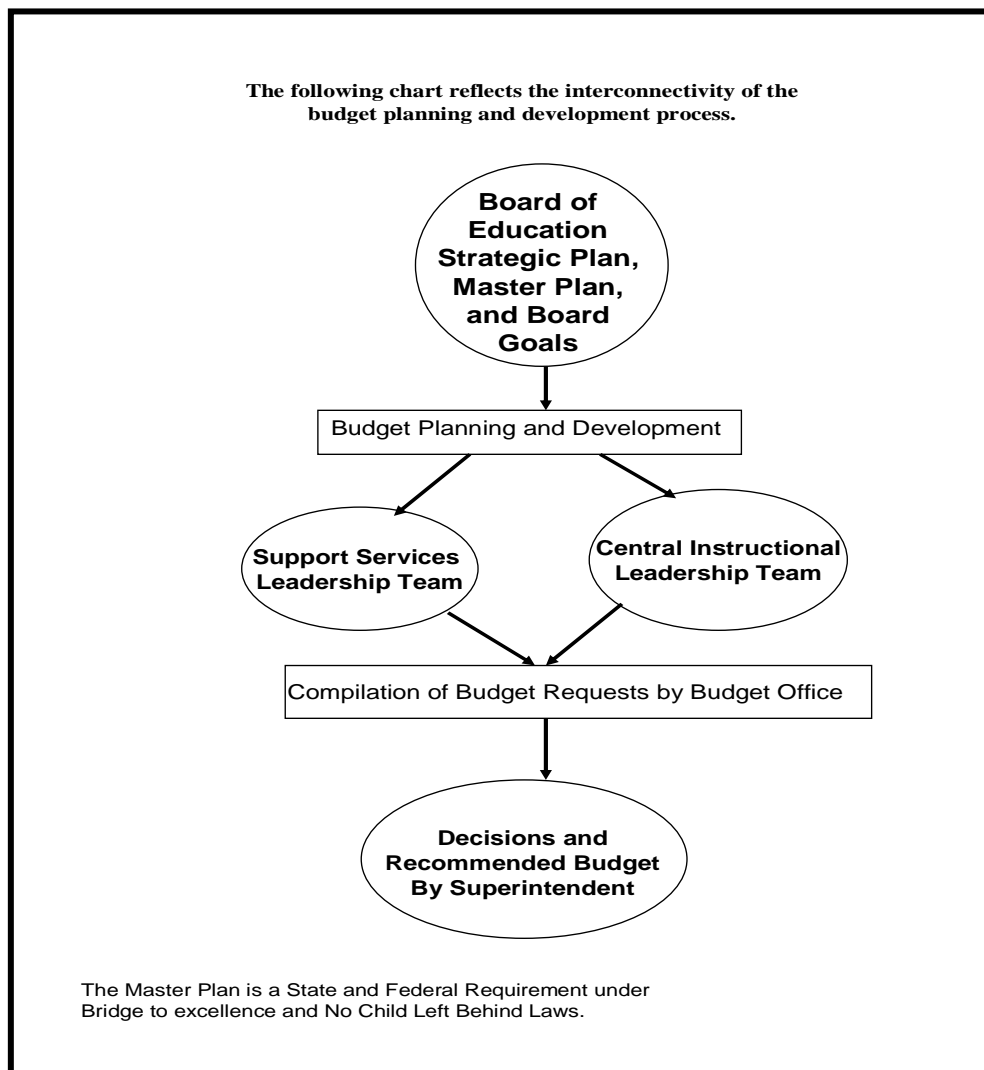 The following chart reflects the interconnectivity of the
budget planning and development process.
Board of
Education
Strategic Plan,
Master Plan,
and Board
Goals
Budget Planning and Development
Support Services
Leadership Team
Central Instructional
Leadership Team
Compilation of Budget Requests by Budget Office
Decisions and
Recommended Budget
By Superintendent
The Master Plan is a State and Federal Requirement under
Bridge to excellence and No Child Left Behind Laws.